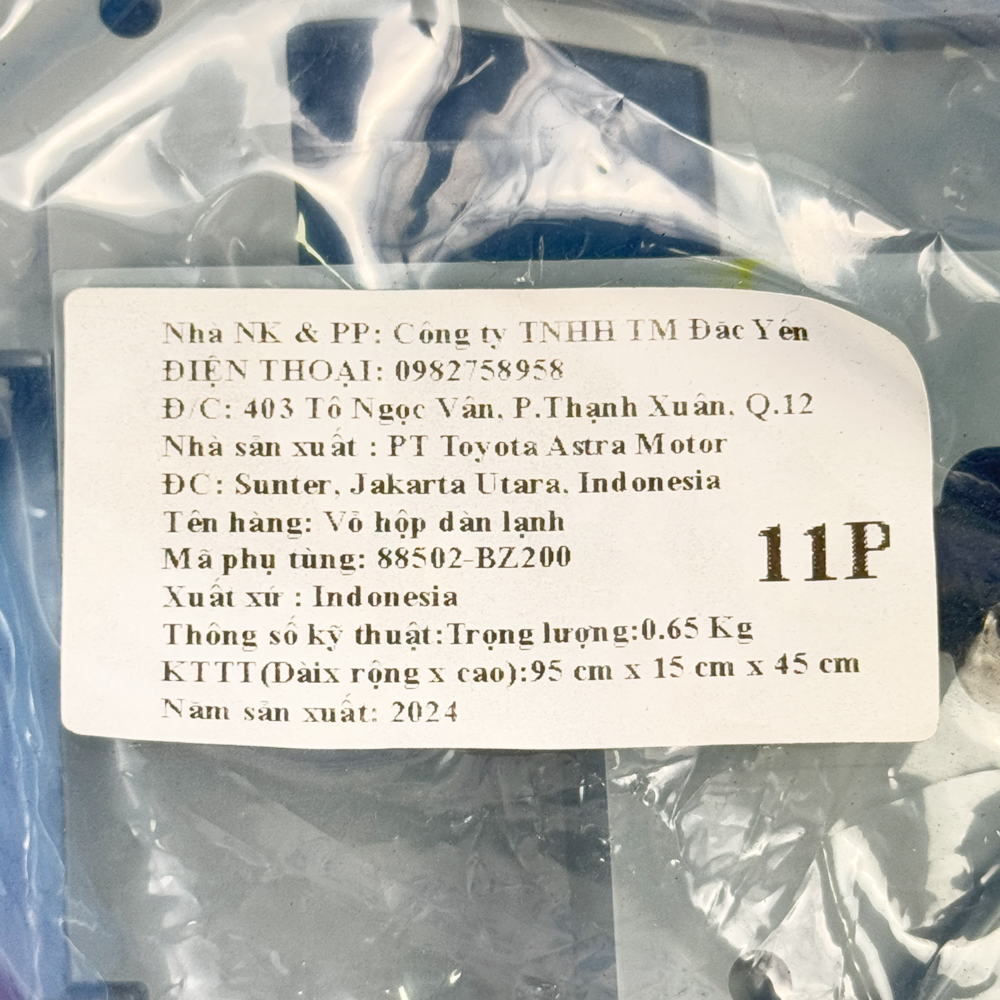 Nhà NK & PP: Công ty TNHH TM Đắc Yên
ĐIỆN THOẠI: 0982758958
Đ/C: 403 Tô Ngọc Vân, P.Thạnh Xuân, Q.12
Nhà sản xuất : PT Toyota Astra Motor
ĐC: Sunter, Jakarta Utara, Indonesia
Tên hàng: Vỏ hộp dàn lạnh
Mã phụ tùng: 88502-BZ200
11P
Xuất xứ : Indonesia
Thông số kỹ thuật:Trọng lượng:0.65 Kg
KTTT(Dàix rộng x cao):95 cm x 15 cm x 45 cm
Năm sản xuất: 2024